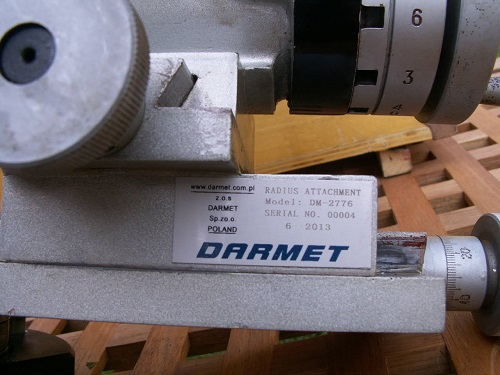 6
3
www.darmet.com.pl
z.o.s
DARMET
Sp.zo.o.
POLAND
RADIUS ATTACHMENT
Model: DM-2776
SERIAL NO. 00004
6 2013
DARMET
20